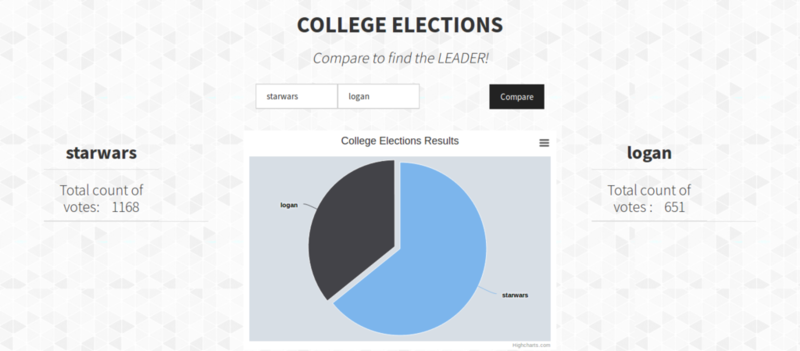 COLLEGE ELECTIONS
Compare to find the LEADER!
starwars logan Compare
College Elections Results
starwars
Total count of
votes: 1168
logan
starwars
logan
Total count of
votes : 651
Highcharts.com